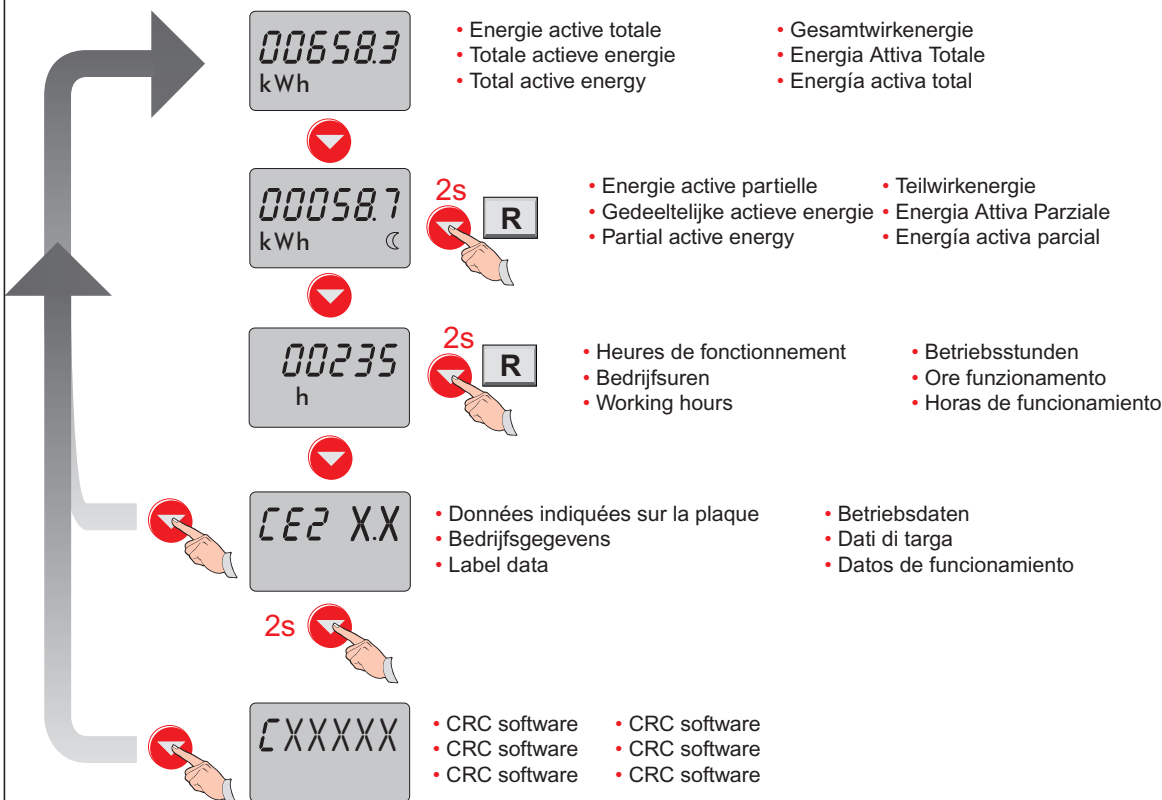 00658.3
kWh
• Energie active totale
• Totale actieve energie
• Total active energy
• Gesamtwirkenergie
• Energia Attiva Totale
• Energía activa total
00058.7
kWh
2s
R
• Energie active partielle
• Gedeeltelijke actieve energie
• Partial active energy
• Teilwirkenergie
• Energia Attiva Parziale
• Energía activa parcial
00235
h
2s
R
• Heures de fonctionnement
• Bedrijfsuren
• Working hours
• Betriebsstunden
• Ore funzionamento
• Horas de funcionamiento
CE2 X.X
• Données indiquées sur la plaque
• Bedrijfsgegevens
• Label data
• Betriebsdaten
• Dati di targa
• Datos de funcionamiento
2s
CXXXXX
• CRC software
• CRC software
• CRC software
• CRC software
• CRC software
• CRC software